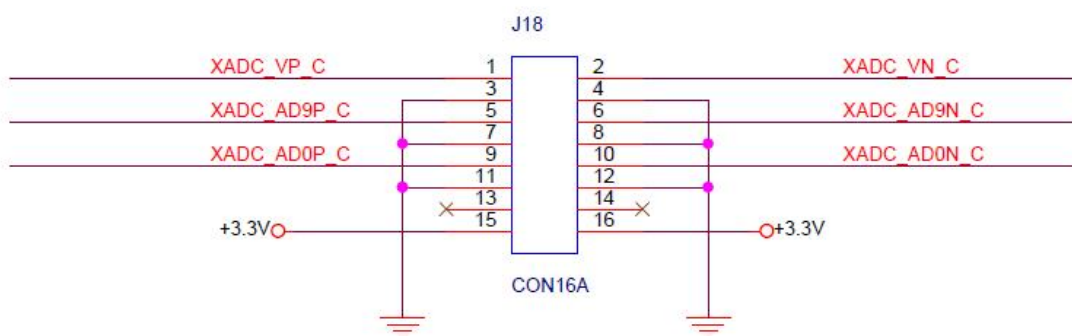 J18
XADC_VP_C 1 2 XADC_VN_C
3 4
XADC_AD9P_C 5 6 XADC_AD9N_C
7 8
XADC_AD0P_C 9 10 XADC_AD0N_C
11 12
13 14
+3.3V 15 16 +3.3V
CON16A